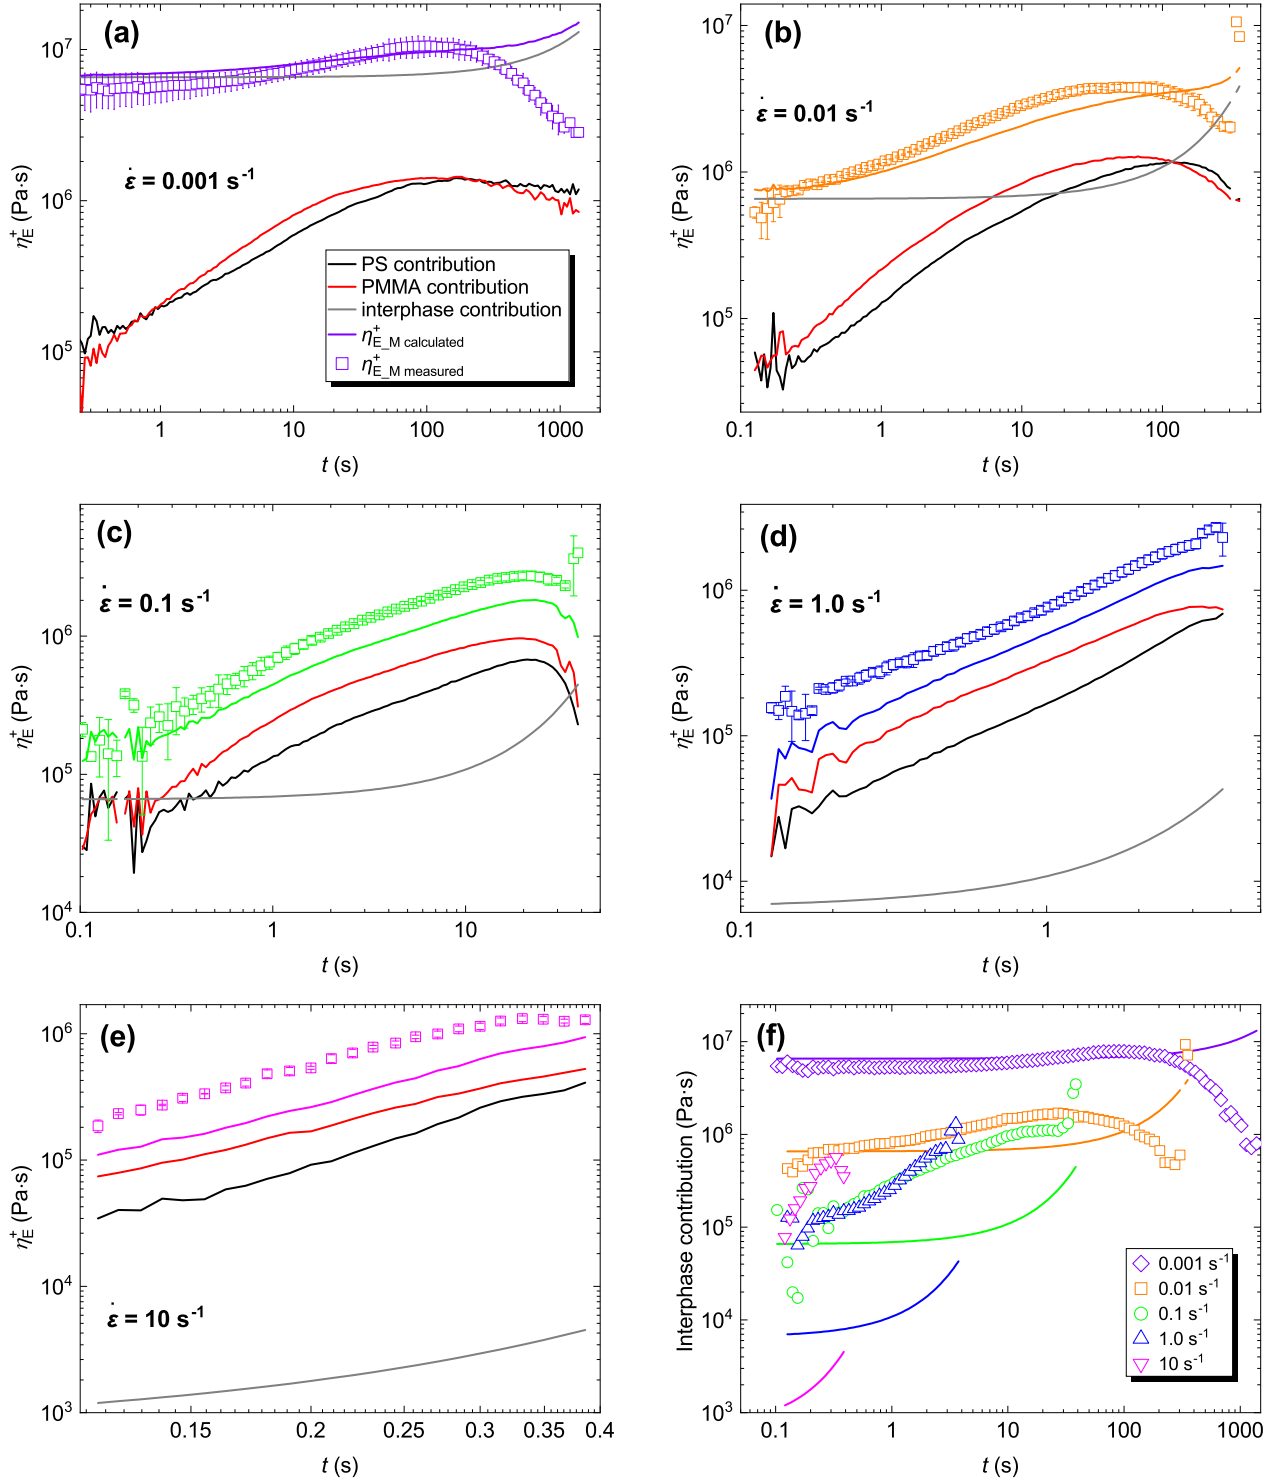 (a)
10⁷
10⁶
10⁵
η⁺E (Pa·s)
ε̇ = 0.001 s⁻¹
PS contribution
PMMA contribution
interphase contribution
η⁺E_M calculated
η⁺E_M measured
1 10 100 1000
t (s)
(b)
10⁷
10⁶
10⁵
η⁺E (Pa·s)
ε̇ = 0.01 s⁻¹
0.1 1 10 100
t (s)
(c)
10⁶
10⁵
10⁴
η⁺E (Pa·s)
ε̇ = 0.1 s⁻¹
0.1 1 10
t (s)
(d)
10⁶
10⁵
10⁴
η⁺E (Pa·s)
ε̇ = 1.0 s⁻¹
0.1 1
t (s)
(e)
10⁶
10⁵
10⁴
10³
η⁺E (Pa·s)
ε̇ = 10 s⁻¹
0.15 0.2 0.25 0.3 0.35 0.4
t (s)
(f)
10⁷
10⁶
10⁵
10⁴
10³
Interphase contribution (Pa·s)
0.001 s⁻¹
0.01 s⁻¹
0.1 s⁻¹
1.0 s⁻¹
10 s⁻¹
0.1 1 10 100 1000
t (s)